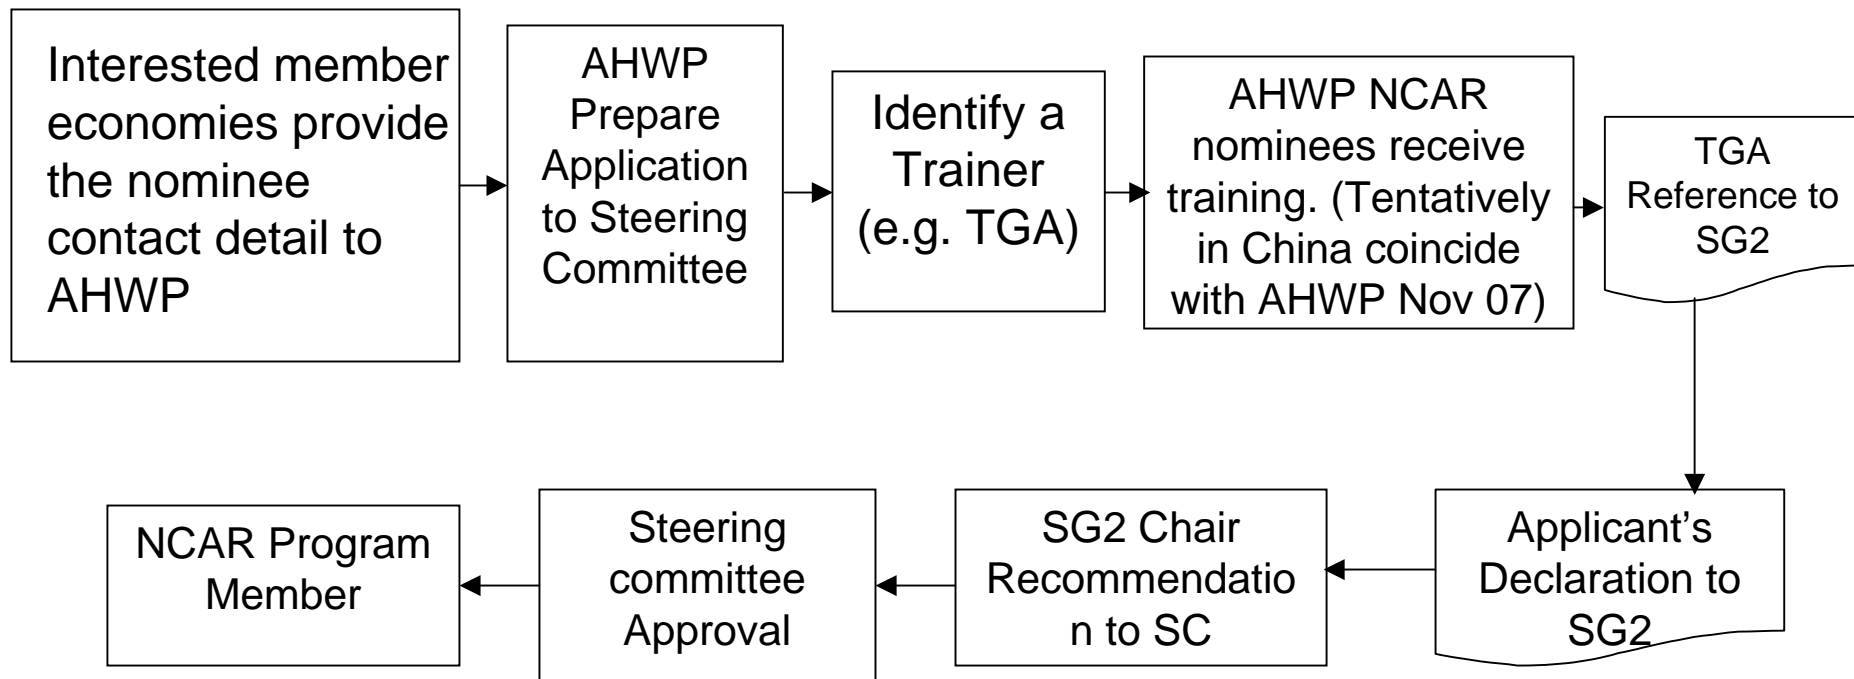 Interested member
economies provide
the nominee
contact detail to
AHWP
AHWP
Prepare
Application
to Steering
Committee
Identify a
Trainer
(e.g. TGA)
AHWP NCAR
nominees receive
training. (Tentatively
in China coincide
with AHWP Nov 07)
TGA
Reference to
SG2
Applicant’s
Declaration to
SG2
SG2 Chair
Recommendatio
n to SC
Steering
committee
Approval
NCAR Program
Member